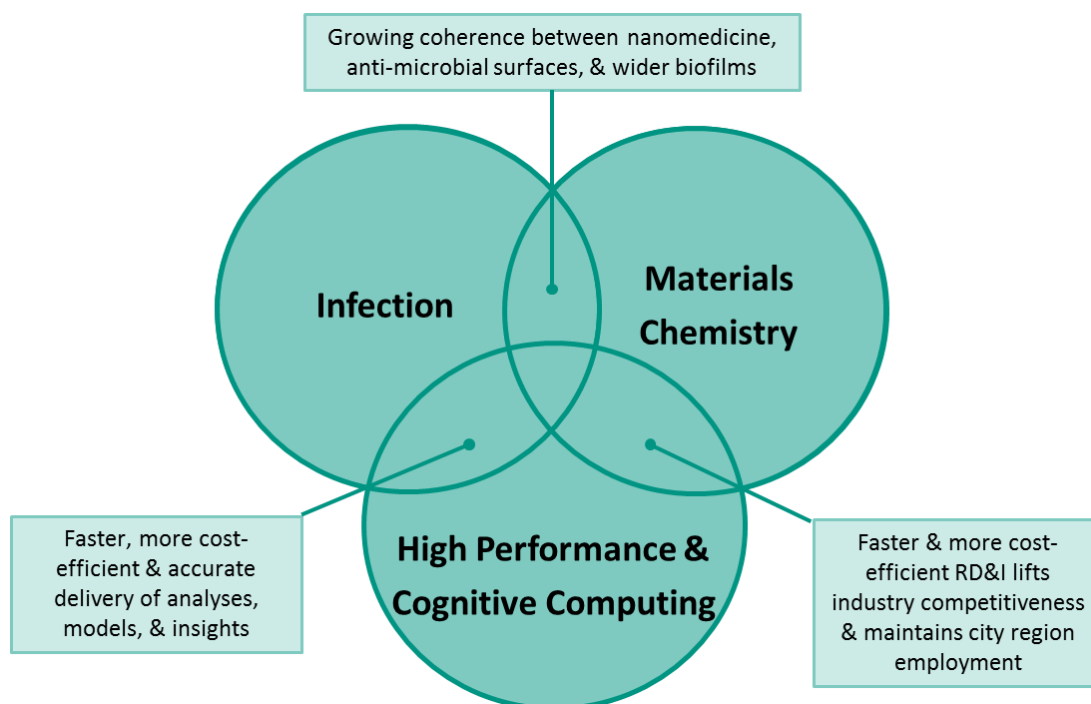 Growing coherence between nanomedicine,
anti-microbial surfaces, & wider biofilms
Infection
Materials
Chemistry
High Performance &
Cognitive Computing
Faster, more cost-
efficient & accurate
delivery of analyses,
models, & insights
Faster & more cost-
efficient RD&I lifts
industry competitiveness
& maintains city region
employment